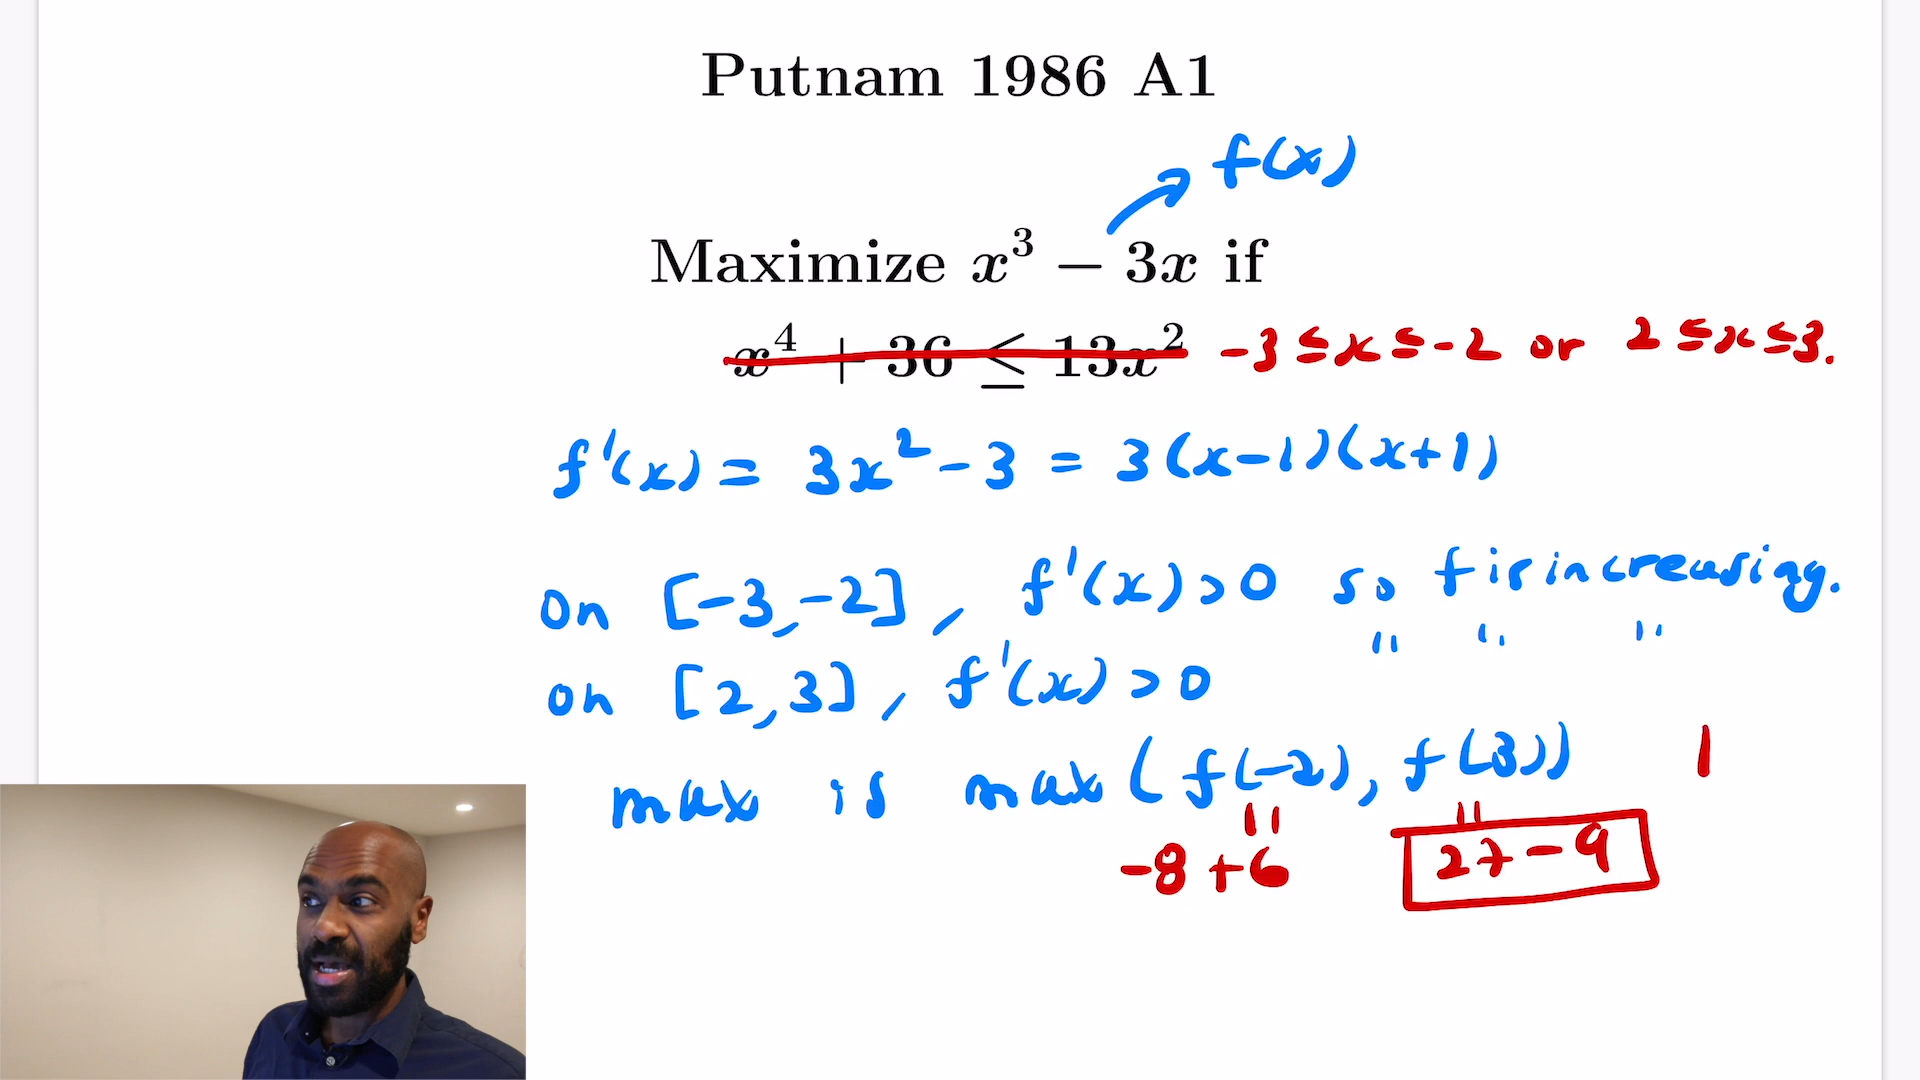 Putnam 1986 A1
f(x)
Maximize x³ − 3x if
x⁴ + 36 ≤ 13x² -3 ≤ x ≤ -2 or 2 ≤ x ≤ 3.
f'(x) = 3x² - 3 = 3(x-1)(x+1)
on [-3,-2], f'(x) > 0 so f is increasing.
on [2,3], f'(x) > 0 " " "
max is max(f(-2), f(3)) |
" "
-8+6 27-9